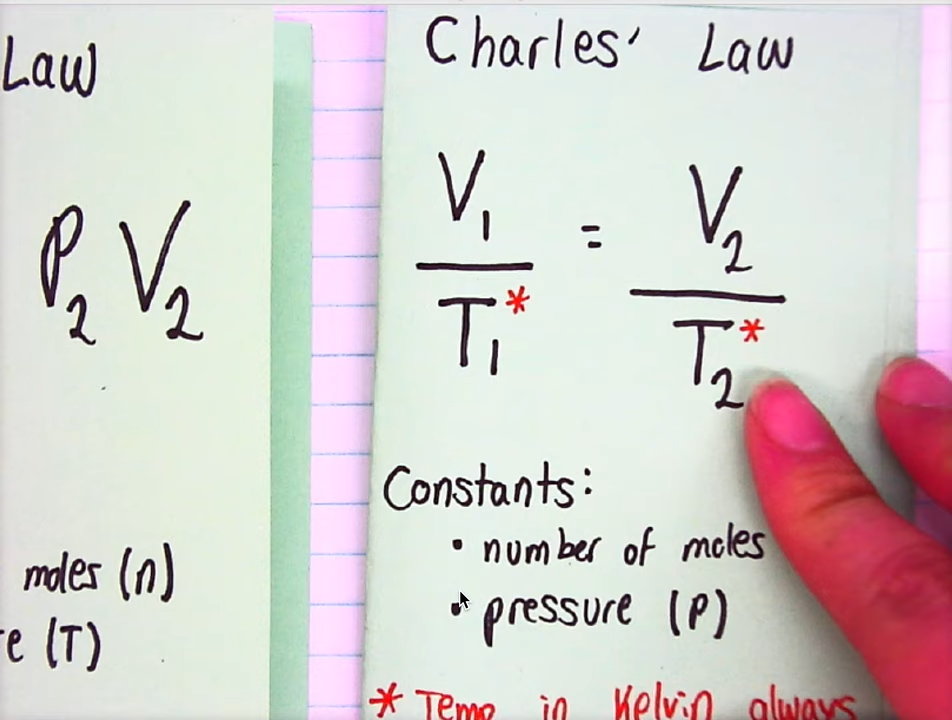 Law
P2 V2
moles (n)
e (T)
Charles' Law
V1 / T1* = V2 / T2*
Constants:
• number of moles
• pressure (P)
* Temp in Kelvin always